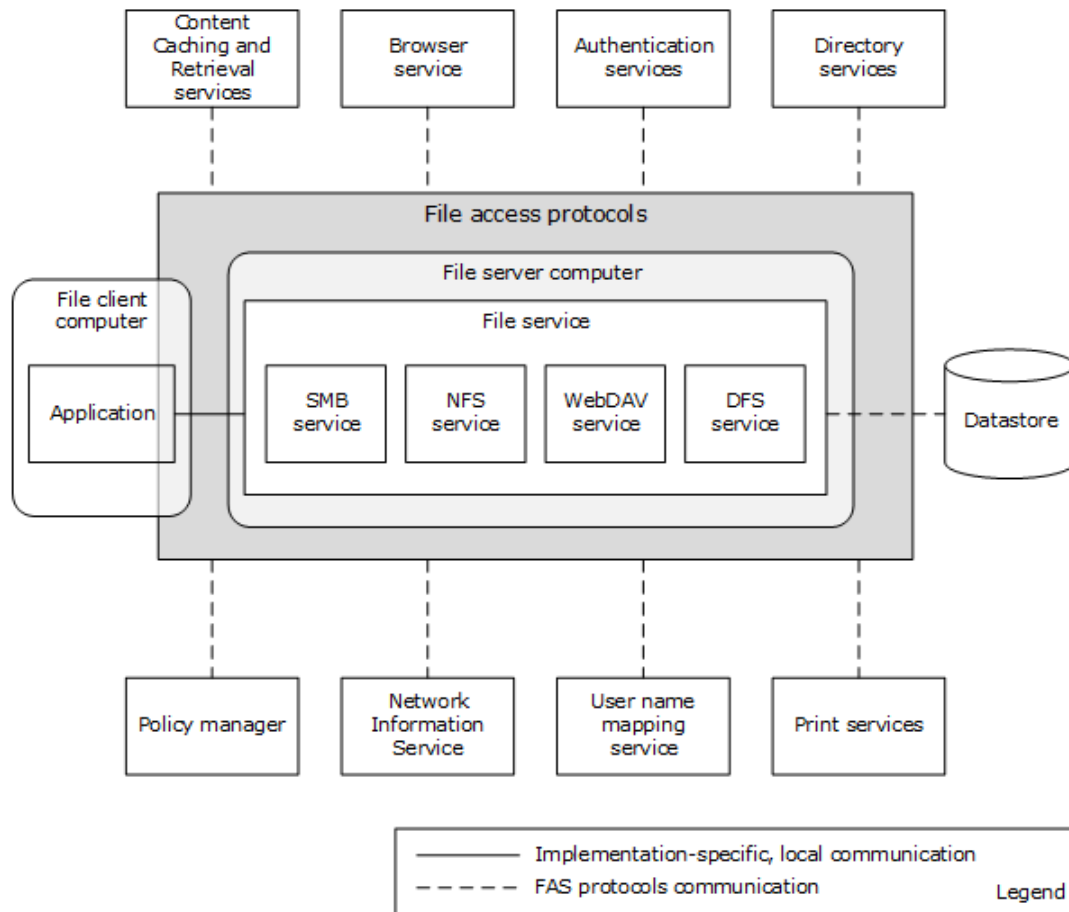 Content
Caching and
Retrieval
services
Browser
service
Authentication
services
Directory
services
File access protocols
File server computer
File client
computer
File service
Application
SMB
service
NFS
service
WebDAV
service
DFS
service
Datastore
Policy manager
Network
Information
Service
User name
mapping
service
Print services
Implementation-specific, local communication
FAS protocols communication
Legend